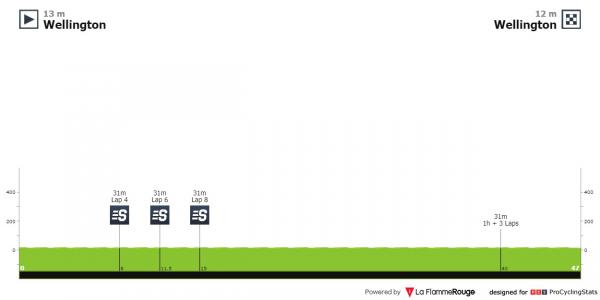 13 m
Wellington
12 m
Wellington
31m
Lap 4
31m
Lap 6
31m
Lap 8
31m
1h + 3 Laps
400
200
0
400
200
0
0
8
11.5
15
40
47
Powered by La FlammeRouge
designed for PCS ProCyclingStats